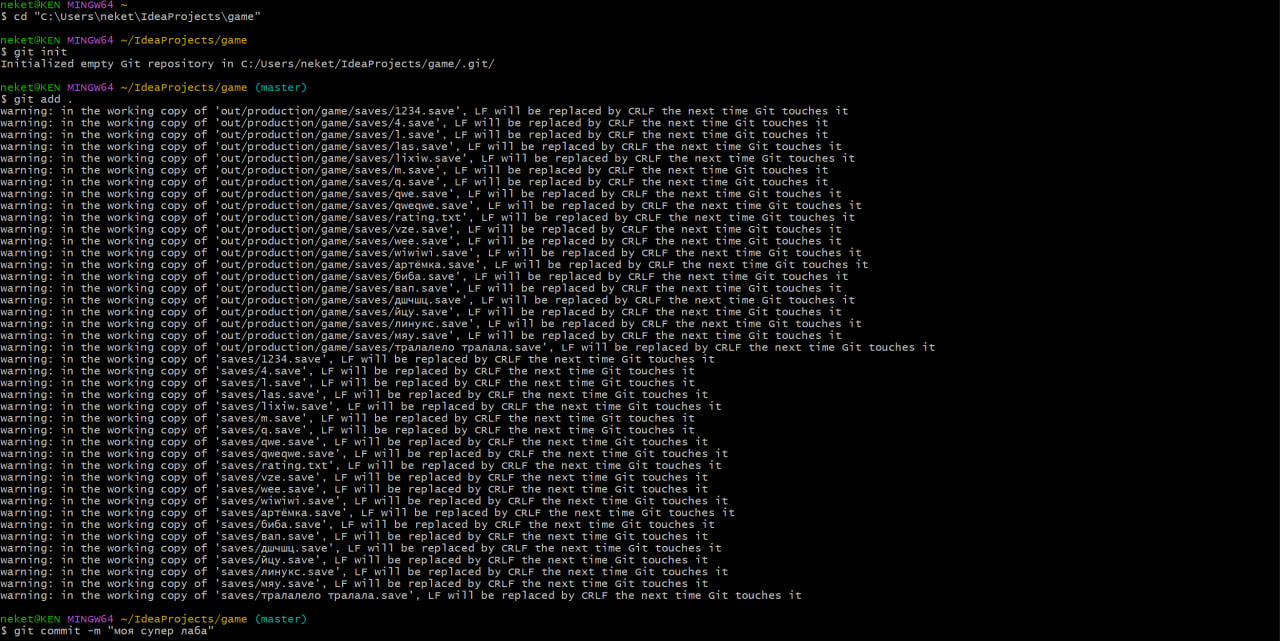 neket@KEN MINGW64 ~
$ cd "C:\Users\neket\IdeaProjects\game"
neket@KEN MINGW64 ~/IdeaProjects/game
$ git init
Initialized empty Git repository in C:/Users/neket/IdeaProjects/game/.git/
neket@KEN MINGW64 ~/IdeaProjects/game (master)
$ git add .
warning: in the working copy of 'out/production/game/saves/1234.save', LF will be replaced by CRLF the next time Git touches it
warning: in the working copy of 'out/production/game/saves/4.save', LF will be replaced by CRLF the next time Git touches it
warning: in the working copy of 'out/production/game/saves/l.save', LF will be replaced by CRLF the next time Git touches it
warning: in the working copy of 'out/production/game/saves/las.save', LF will be replaced by CRLF the next time Git touches it
warning: in the working copy of 'out/production/game/saves/lixiw.save', LF will be replaced by CRLF the next time Git touches it
warning: in the working copy of 'out/production/game/saves/m.save', LF will be replaced by CRLF the next time Git touches it
warning: in the working copy of 'out/production/game/saves/q.save', LF will be replaced by CRLF the next time Git touches it
warning: in the working copy of 'out/production/game/saves/qwe.save', LF will be replaced by CRLF the next time Git touches it
warning: in the working copy of 'out/production/game/saves/qweqwe.save', LF will be replaced by CRLF the next time Git touches it
warning: in the working copy of 'out/production/game/saves/rating.txt', LF will be replaced by CRLF the next time Git touches it
warning: in the working copy of 'out/production/game/saves/vze.save', LF will be replaced by CRLF the next time Git touches it
warning: in the working copy of 'out/production/game/saves/wee.save', LF will be replaced by CRLF the next time Git touches it
warning: in the working copy of 'out/production/game/saves/wiwiwi.save', LF will be replaced by CRLF the next time Git touches it
warning: in the working copy of 'out/production/game/saves/артёмка.save', LF will be replaced by CRLF the next time Git touches it
warning: in the working copy of 'out/production/game/saves/биба.save', LF will be replaced by CRLF the next time Git touches it
warning: in the working copy of 'out/production/game/saves/вап.save', LF will be replaced by CRLF the next time Git touches it
warning: in the working copy of 'out/production/game/saves/дшчшц.save', LF will be replaced by CRLF the next time Git touches it
warning: in the working copy of 'out/production/game/saves/йцу.save', LF will be replaced by CRLF the next time Git touches it
warning: in the working copy of 'out/production/game/saves/линукс.save', LF will be replaced by CRLF the next time Git touches it
warning: in the working copy of 'out/production/game/saves/мяу.save', LF will be replaced by CRLF the next time Git touches it
warning: in the working copy of 'out/production/game/saves/тралалело тралала.save', LF will be replaced by CRLF the next time Git touches it
warning: in the working copy of 'saves/1234.save', LF will be replaced by CRLF the next time Git touches it
warning: in the working copy of 'saves/4.save', LF will be replaced by CRLF the next time Git touches it
warning: in the working copy of 'saves/l.save', LF will be replaced by CRLF the next time Git touches it
warning: in the working copy of 'saves/las.save', LF will be replaced by CRLF the next time Git touches it
warning: in the working copy of 'saves/lixiw.save', LF will be replaced by CRLF the next time Git touches it
warning: in the working copy of 'saves/m.save', LF will be replaced by CRLF the next time Git touches it
warning: in the working copy of 'saves/q.save', LF will be replaced by CRLF the next time Git touches it
warning: in the working copy of 'saves/qwe.save', LF will be replaced by CRLF the next time Git touches it
warning: in the working copy of 'saves/qweqwe.save', LF will be replaced by CRLF the next time Git touches it
warning: in the working copy of 'saves/rating.txt', LF will be replaced by CRLF the next time Git touches it
warning: in the working copy of 'saves/vze.save', LF will be replaced by CRLF the next time Git touches it
warning: in the working copy of 'saves/wee.save', LF will be replaced by CRLF the next time Git touches it
warning: in the working copy of 'saves/wiwiwi.save', LF will be replaced by CRLF the next time Git touches it
warning: in the working copy of 'saves/артёмка.save', LF will be replaced by CRLF the next time Git touches it
warning: in the working copy of 'saves/биба.save', LF will be replaced by CRLF the next time Git touches it
warning: in the working copy of 'saves/вап.save', LF will be replaced by CRLF the next time Git touches it
warning: in the working copy of 'saves/дшчшц.save', LF will be replaced by CRLF the next time Git touches it
warning: in the working copy of 'saves/йцу.save', LF will be replaced by CRLF the next time Git touches it
warning: in the working copy of 'saves/линукс.save', LF will be replaced by CRLF the next time Git touches it
warning: in the working copy of 'saves/мяу.save', LF will be replaced by CRLF the next time Git touches it
warning: in the working copy of 'saves/тралалело тралала.save', LF will be replaced by CRLF the next time Git touches it
neket@KEN MINGW64 ~/IdeaProjects/game (master)
$ git commit -m "моя супер лаба"